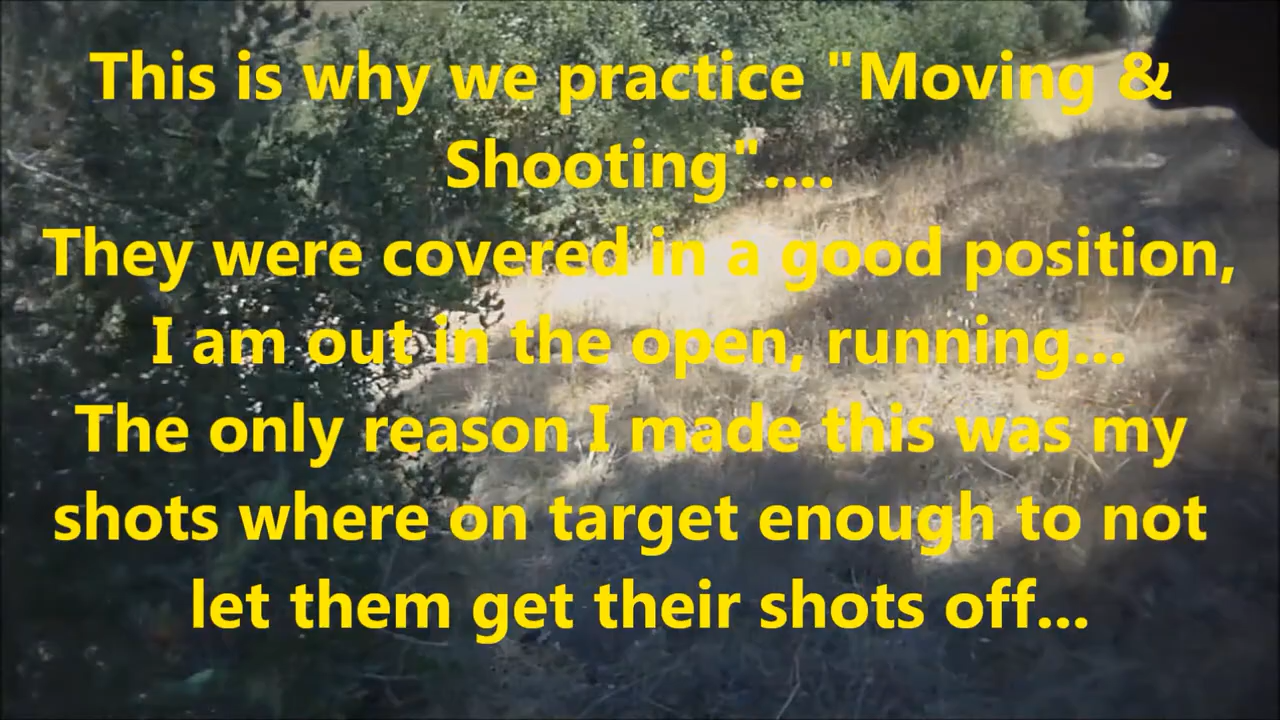 This is why we practice "Moving &
Shooting"....
They were covered in a good position,
I am out in the open, running...
The only reason I made this was my
shots where on target enough to not
let them get their shots off...